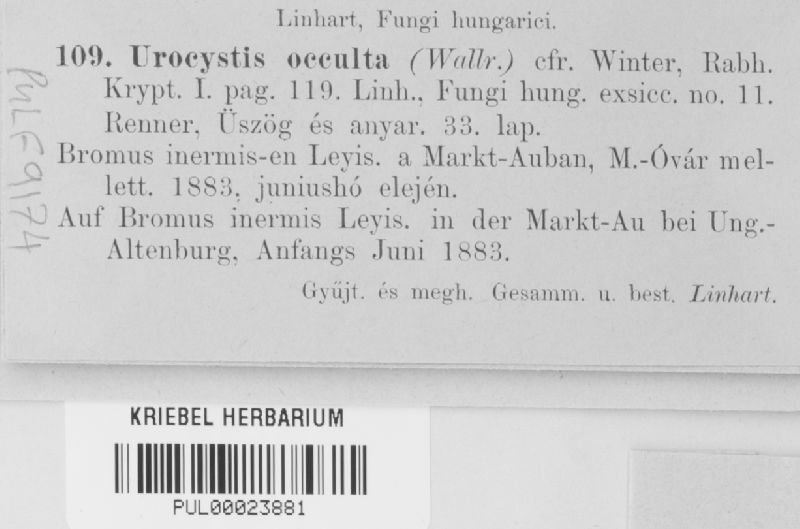 Linhart, Fungi hungarici.
109. Urocystis occulta (Wallr.) cfr. Winter, Rabh.
Krypt. I. pag. 119. Linh., Fungi hung. exsicc. no. 11.
Renner, Üszög és anyar. 33. lap.
Bromus inermis-en Leyis. a Markt-Auban, M.-Óvár mel-
lett. 1883. juniushó elején.
Auf Bromus inermis Leyis. in der Markt-Au bei Ung.-
Altenburg, Anfangs Juni 1883.
Gyűjt. és megh. Gesamm. u. best. Linhart.
PUL F 9174
KRIEBEL HERBARIUM
PUL00023881